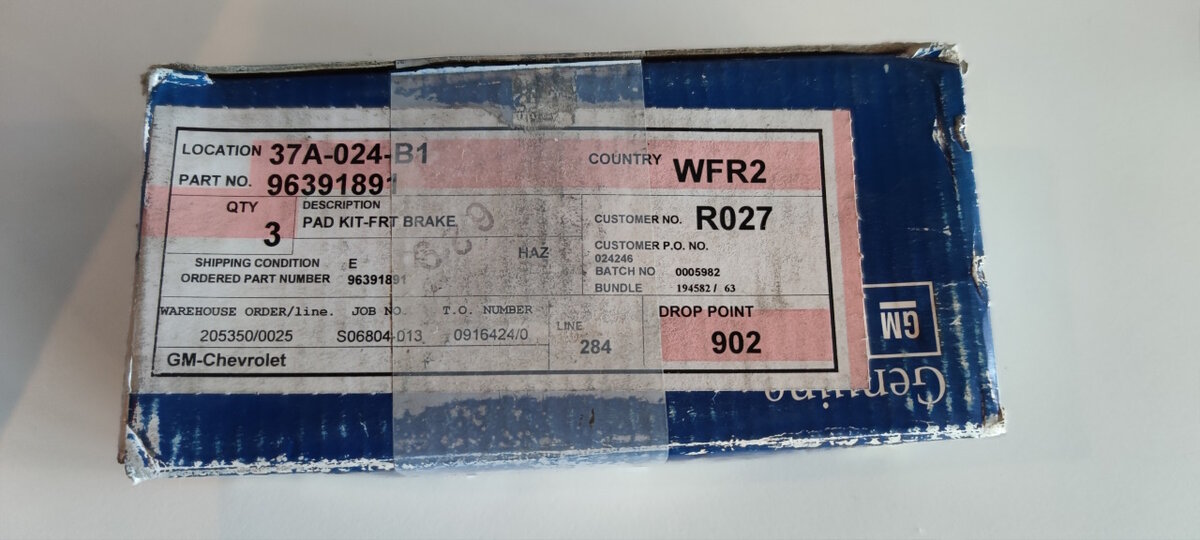 LOCATION 37A-024-B1
COUNTRY WFR2
PART NO. 96391891
QTY 3
DESCRIPTION
PAD KIT-FRT BRAKE
CUSTOMER NO. R027
HAZ
CUSTOMER P.O. NO.
024246
SHIPPING CONDITION E
BATCH NO 0005982
ORDERED PART NUMBER 96391891
BUNDLE 194582 / 63
WAREHOUSE ORDER/line. JOB NO. T.O. NUMBER
205350/0025 S06804-013 0916424/0
LINE
284
DROP POINT
902
GM-Chevrolet
GM
Genuine